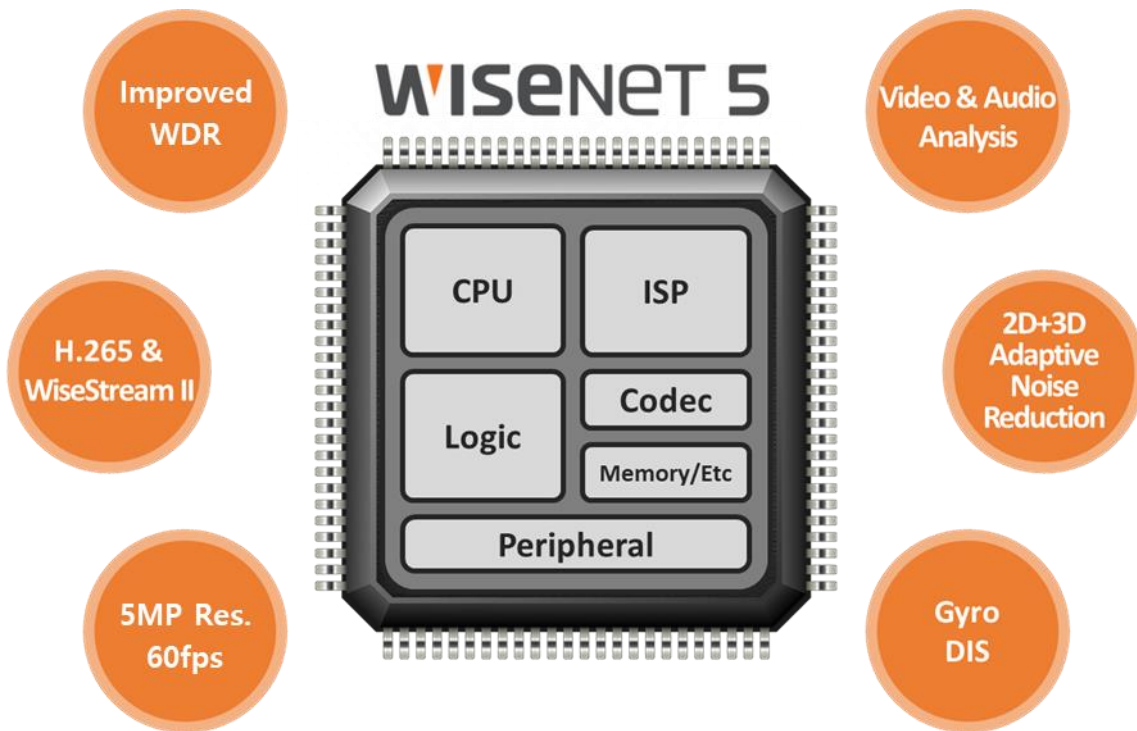 WISENET 5
Improved
WDR
Video & Audio
Analysis
H.265 &
WiseStream II
2D+3D
Adaptive
Noise
Reduction
5MP Res.
60fps
Gyro
DIS
CPU
ISP
Logic
Codec
Memory/Etc
Peripheral